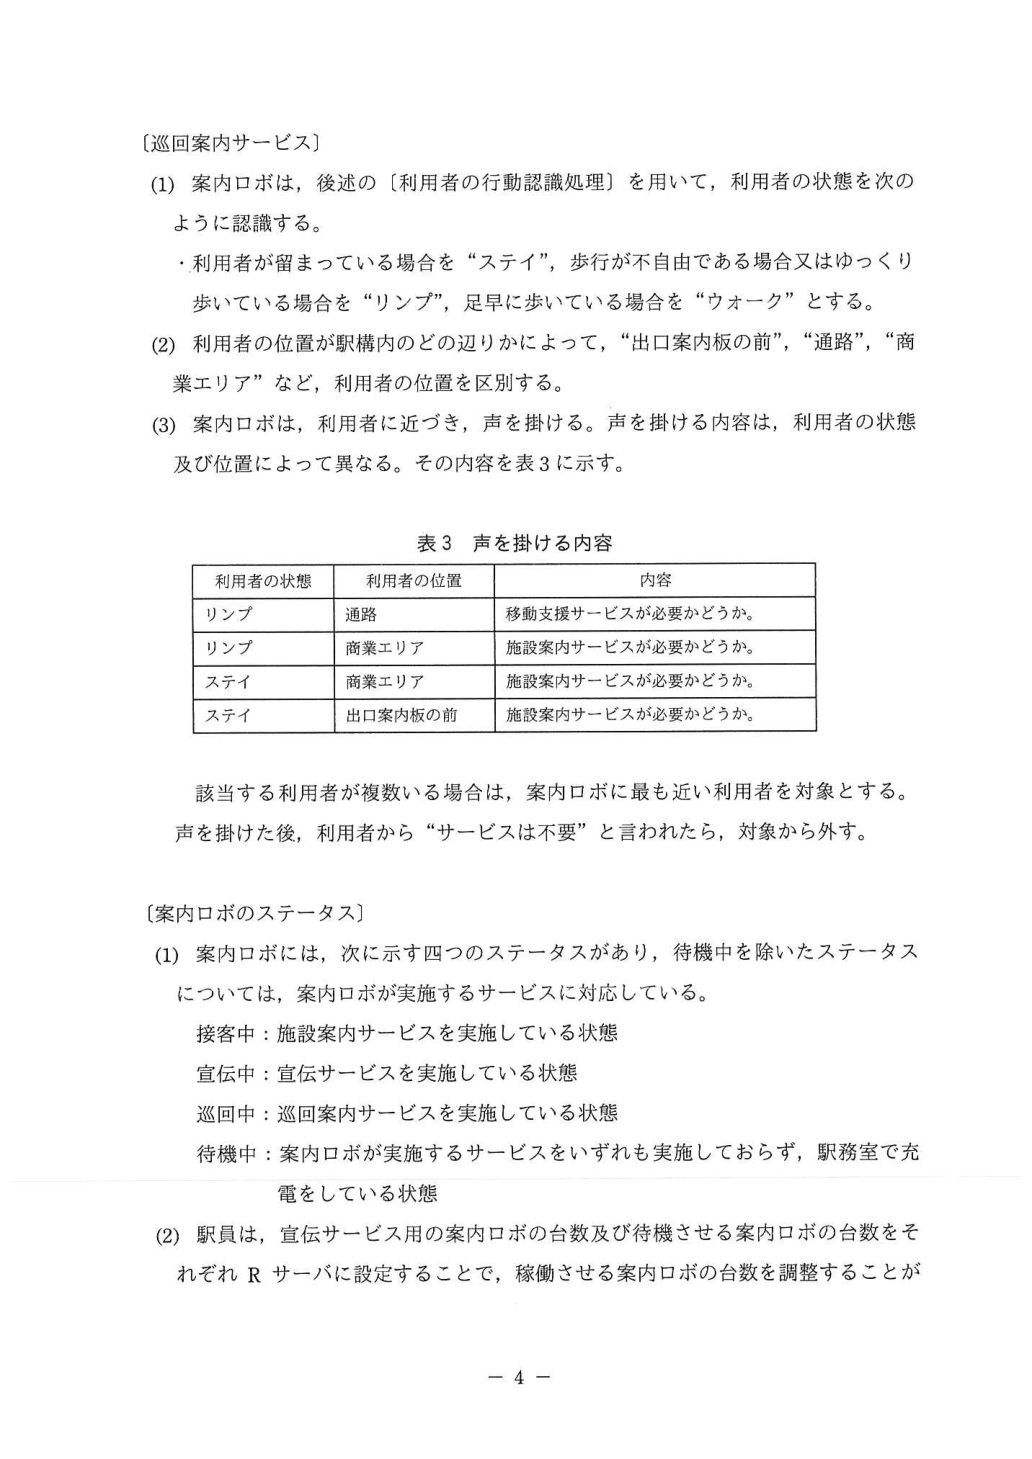 〔巡回案内サービス〕
(1) 案内ロボは，後述の〔利用者の行動認識処理〕を用いて，利用者の状態を次の
ように認識する。
・利用者が留まっている場合を“ステイ”，歩行が不自由である場合又はゆっくり
歩いている場合を“リンプ”，足早に歩いている場合を“ウォーク”とする。
(2) 利用者の位置が駅構内のどの辺りかによって，“出口案内板の前”，“通路”，“商
業エリア”など，利用者の位置を区別する。
(3) 案内ロボは，利用者に近づき，声を掛ける。声を掛ける内容は，利用者の状態
及び位置によって異なる。その内容を表3に示す。
表3 声を掛ける内容
利用者の状態 利用者の位置 内容
リンプ 通路 移動支援サービスが必要かどうか。
リンプ 商業エリア 施設案内サービスが必要かどうか。
ステイ 商業エリア 施設案内サービスが必要かどうか。
ステイ 出口案内板の前 施設案内サービスが必要かどうか。
該当する利用者が複数いる場合は，案内ロボに最も近い利用者を対象とする。
声を掛けた後，利用者から“サービスは不要”と言われたら，対象から外す。
〔案内ロボのステータス〕
(1) 案内ロボには，次に示す四つのステータスがあり，待機中を除いたステータス
については，案内ロボが実施するサービスに対応している。
接客中：施設案内サービスを実施している状態
宣伝中：宣伝サービスを実施している状態
巡回中：巡回案内サービスを実施している状態
待機中：案内ロボが実施するサービスをいずれも実施しておらず，駅務室で充
電をしている状態
(2) 駅員は，宣伝サービス用の案内ロボの台数及び待機させる案内ロボの台数をそ
れぞれ R サーバに設定することで，稼働させる案内ロボの台数を調整することが
－ 4 －